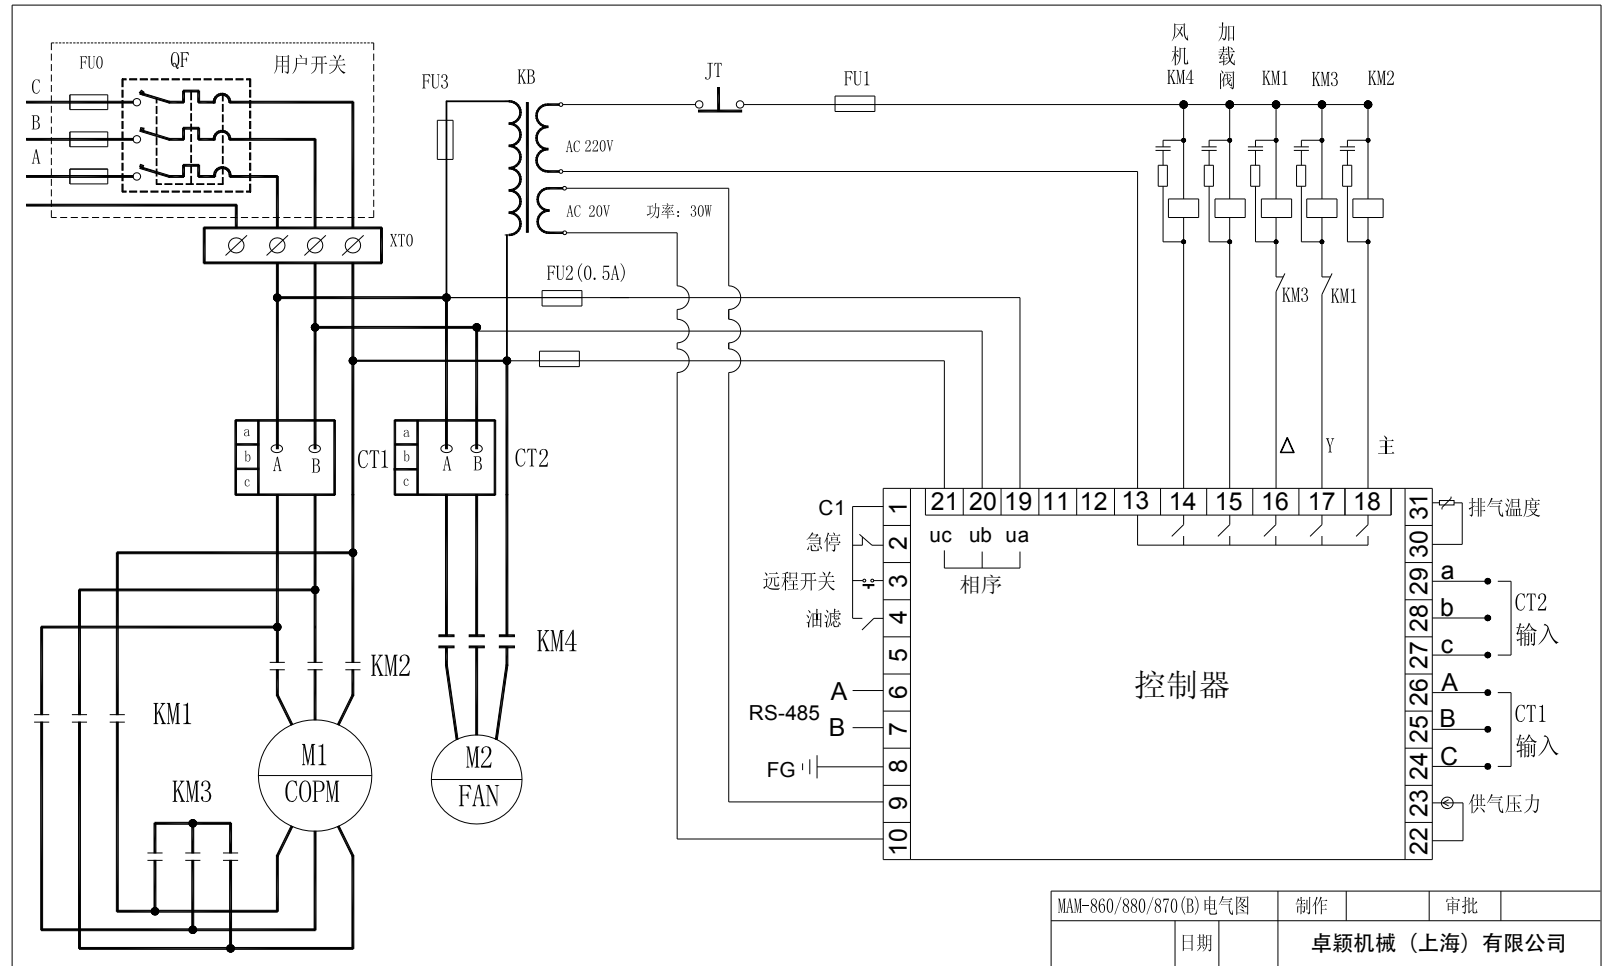 FU0
QF
用户开关
C
B
A
XT0
FU3
KB
JT
FU1
AC 220V
AC 20V
功率: 30W
FU2(0.5A)
风机
KM4
加载阀
KM1
KM3
KM2
KM3
KM1
△
Y
主
a
b
c
A
B
CT1
a
b
c
A
B
CT2
KM2
KM1
KM3
KM4
M1
COPM
M2
FAN
C1
急停
远程开关
油滤
A
RS-485
B
FG
1
2
3
4
5
6
7
8
9
10
21
20
19
11
12
13
14
15
16
17
18
uc
ub
ua
相序
控制器
31
30
29
28
27
26
25
24
23
22
排气温度
a
b
c
CT2
输入
A
B
C
CT1
输入
供气压力
MAM-860/880/870(B)电气图
制作
审批
日期
卓颖机械（上海）有限公司